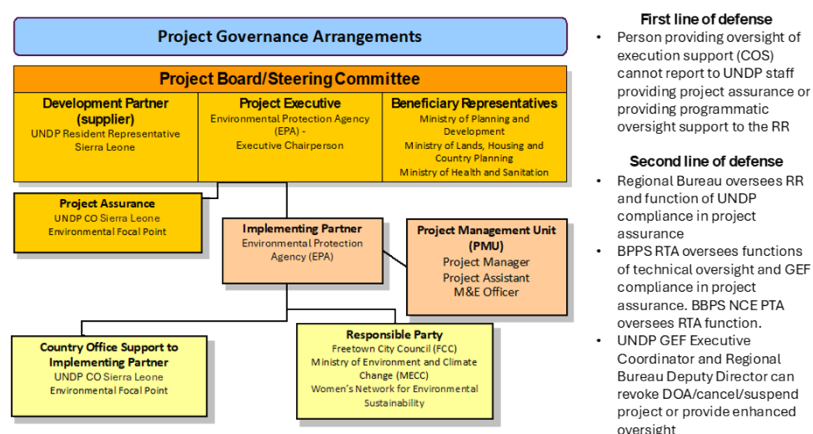 Project Governance Arrangements
Project Board/Steering Committee
Development Partner
(supplier)
UNDP Resident Representative
Sierra Leone
Project Executive
Environmental Protection Agency
(EPA) -
Executive Chairperson
Beneficiary Representatives
Ministry of Planning and
Development
Ministry of Lands, Housing and
Country Planning
Ministry of Health and Sanitation
Project Assurance
UNDP CO Sierra Leone
Environmental Focal Point
Implementing Partner
Environmental Protection
Agency (EPA)
Project Management Unit
(PMU)
Project Manager
Project Assistant
M&E Officer
Country Office Support to
Implementing Partner
UNDP CO Sierra Leone
Environmental Focal Point
Responsible Party
Freetown City Council (FCC)
Ministry of Environment and Climate
Change (MECC)
Women's Network for Environmental
Sustainability
First line of defense
• Person providing oversight of
execution support (COS)
cannot report to UNDP staff
providing project assurance or
providing programmatic
oversight support to the RR
Second line of defense
• Regional Bureau oversees RR
and function of UNDP
compliance in project
assurance
• BPPS RTA oversees functions
of technical oversight and GEF
compliance in project
assurance. BBPS NCE PTA
oversees RTA function.
• UNDP GEF Executive
Coordinator and Regional
Bureau Deputy Director can
revoke DOA/cancel/suspend
project or provide enhanced
oversight